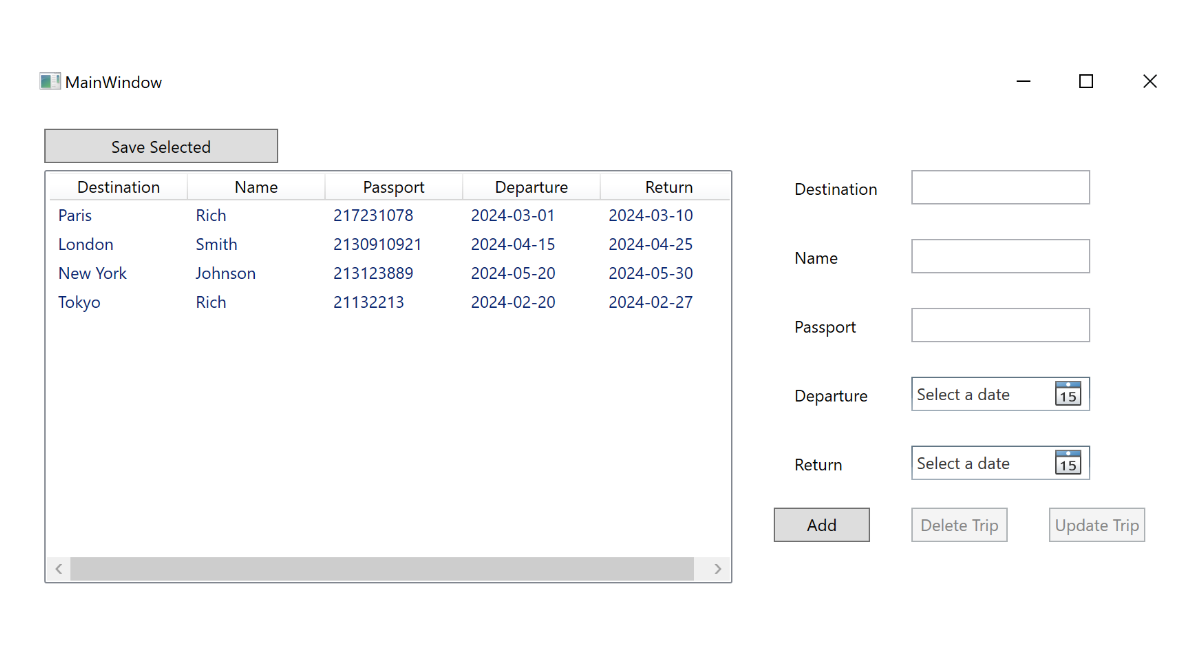 MainWindow
Save Selected
Destination Name Passport Departure Return
Paris Rich 217231078 2024-03-01 2024-03-10
London Smith 2130910921 2024-04-15 2024-04-25
New York Johnson 213123889 2024-05-20 2024-05-30
Tokyo Rich 21132213 2024-02-20 2024-02-27
Destination
Name
Passport
Departure Select a date 15
Return Select a date 15
Add Delete Trip Update Trip